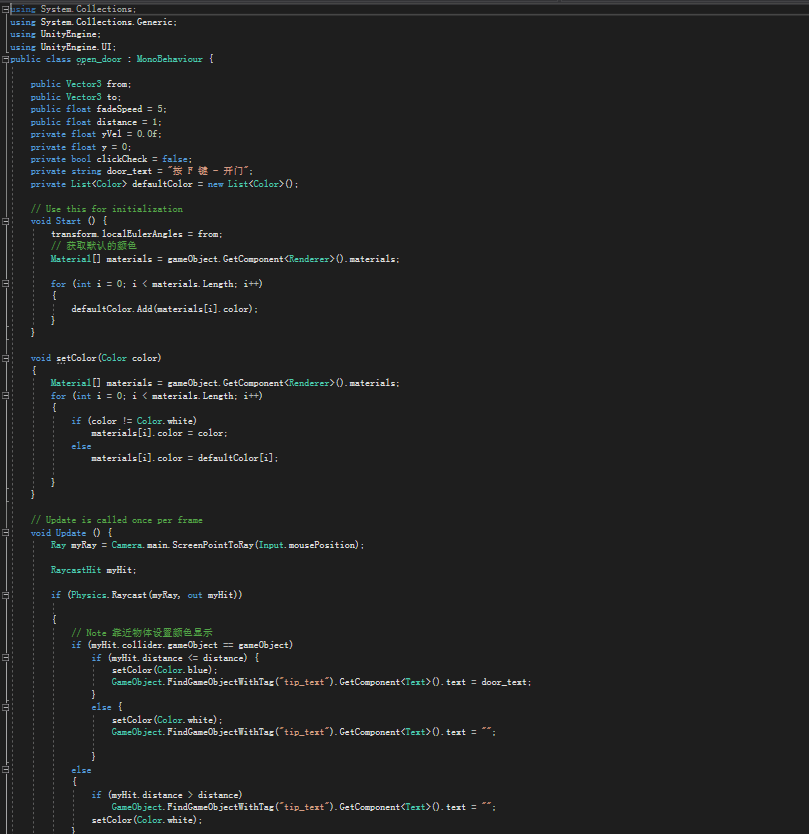 using System.Collections;
using System.Collections.Generic;
using UnityEngine;
using UnityEngine.UI;
public class open_door : MonoBehaviour {
public Vector3 from;
public Vector3 to;
public float fadeSpeed = 5;
public float distance = 1;
private float yVel = 0.0f;
private float y = 0;
private bool clickCheck = false;
private string door_text = "按 F 键 - 开门";
private List<Color> defaultColor = new List<Color>();
// Use this for initialization
void Start () {
transform.localEulerAngles = from;
// 获取默认的颜色
Material[] materials = gameObject.GetComponent<Renderer>().materials;
for (int i = 0; i < materials.Length; i++)
{
defaultColor.Add(materials[i].color);
}
}
void setColor(Color color)
{
Material[] materials = gameObject.GetComponent<Renderer>().materials;
for (int i = 0; i < materials.Length; i++)
{
if (color != Color.white)
materials[i].color = color;
else
materials[i].color = defaultColor[i];
}
}
// Update is called once per frame
void Update () {
Ray myRay = Camera.main.ScreenPointToRay(Input.mousePosition);
RaycastHit myHit;
if (Physics.Raycast(myRay, out myHit))
{
// Note 靠近物体设置颜色显示
if (myHit.collider.gameObject == gameObject)
if (myHit.distance <= distance) {
setColor(Color.blue);
GameObject.FindGameObjectWithTag("tip_text").GetComponent<Text>().text = door_text;
}
else {
setColor(Color.white);
GameObject.FindGameObjectWithTag("tip_text").GetComponent<Text>().text = "";
}
else
{
if (myHit.distance > distance)
GameObject.FindGameObjectWithTag("tip_text").GetComponent<Text>().text = "";
setColor(Color.white);
}